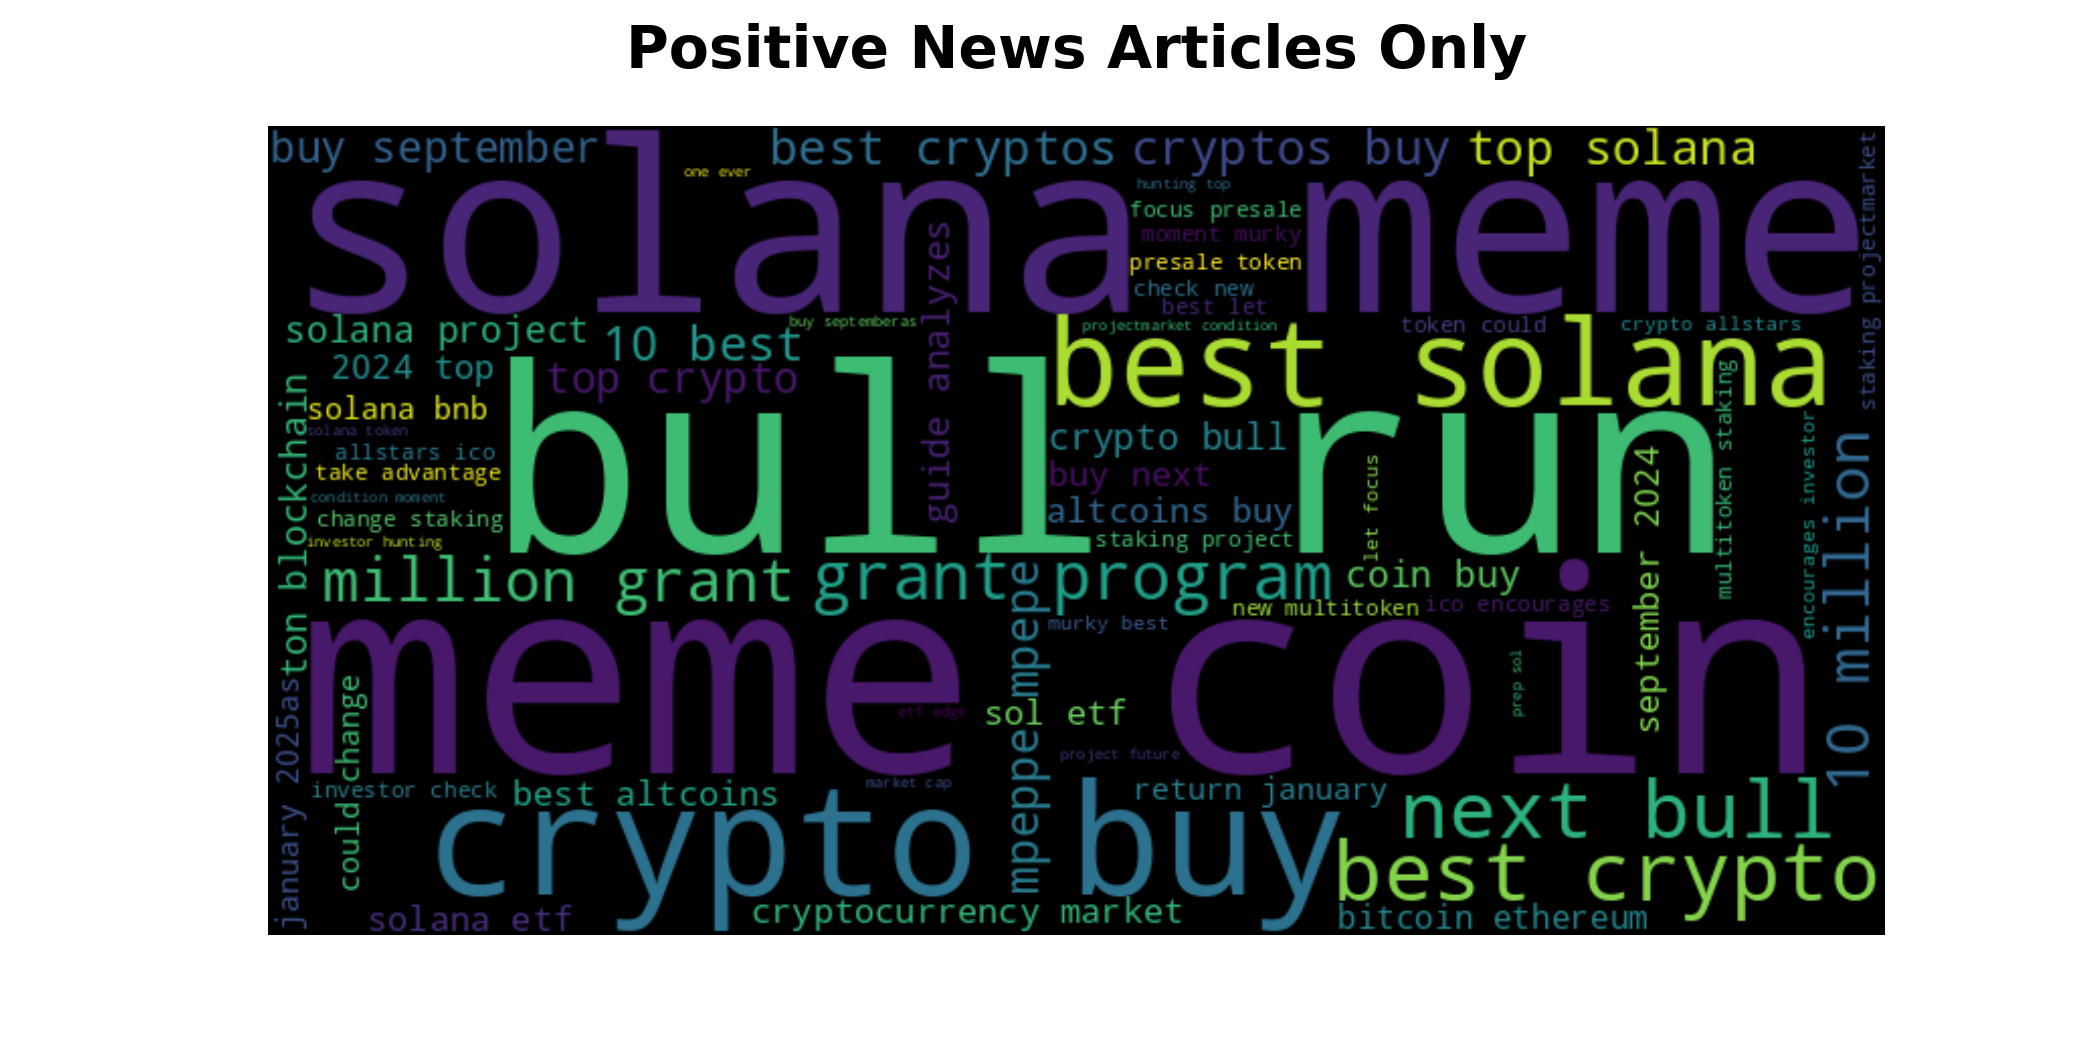 Positive News Articles Only
buy september
best cryptos
cryptos buy
top solana
one ever
solana meme
hunting top
focus presale
moment murky
presale token
check new
best let
staking projectmarket
guide analyzes
solana project
10 best
buy septemberas
projectmarket condition
token could
crypto allstars
best solana
2024 top
top crypto
solana bnb
solana token
allstars ico
take advantage
condition moment
change staking
investor hunting
ton blockchain
bull run
crypto bull
buy next
altcoins buy
staking project
let focus
multitoken staking
september 2024
encourages investor
10 million
million grant
grant program
coin buy
new multitoken
ico encourages
murky best
mpeppe mpepe
meme coin
prep sol
etf edge
sol etf
project future
january 2025as
could change
investor check
best altcoins
market cap
return january
crypto buy
next bull
best crypto
solana etf
cryptocurrency market
bitcoin ethereum